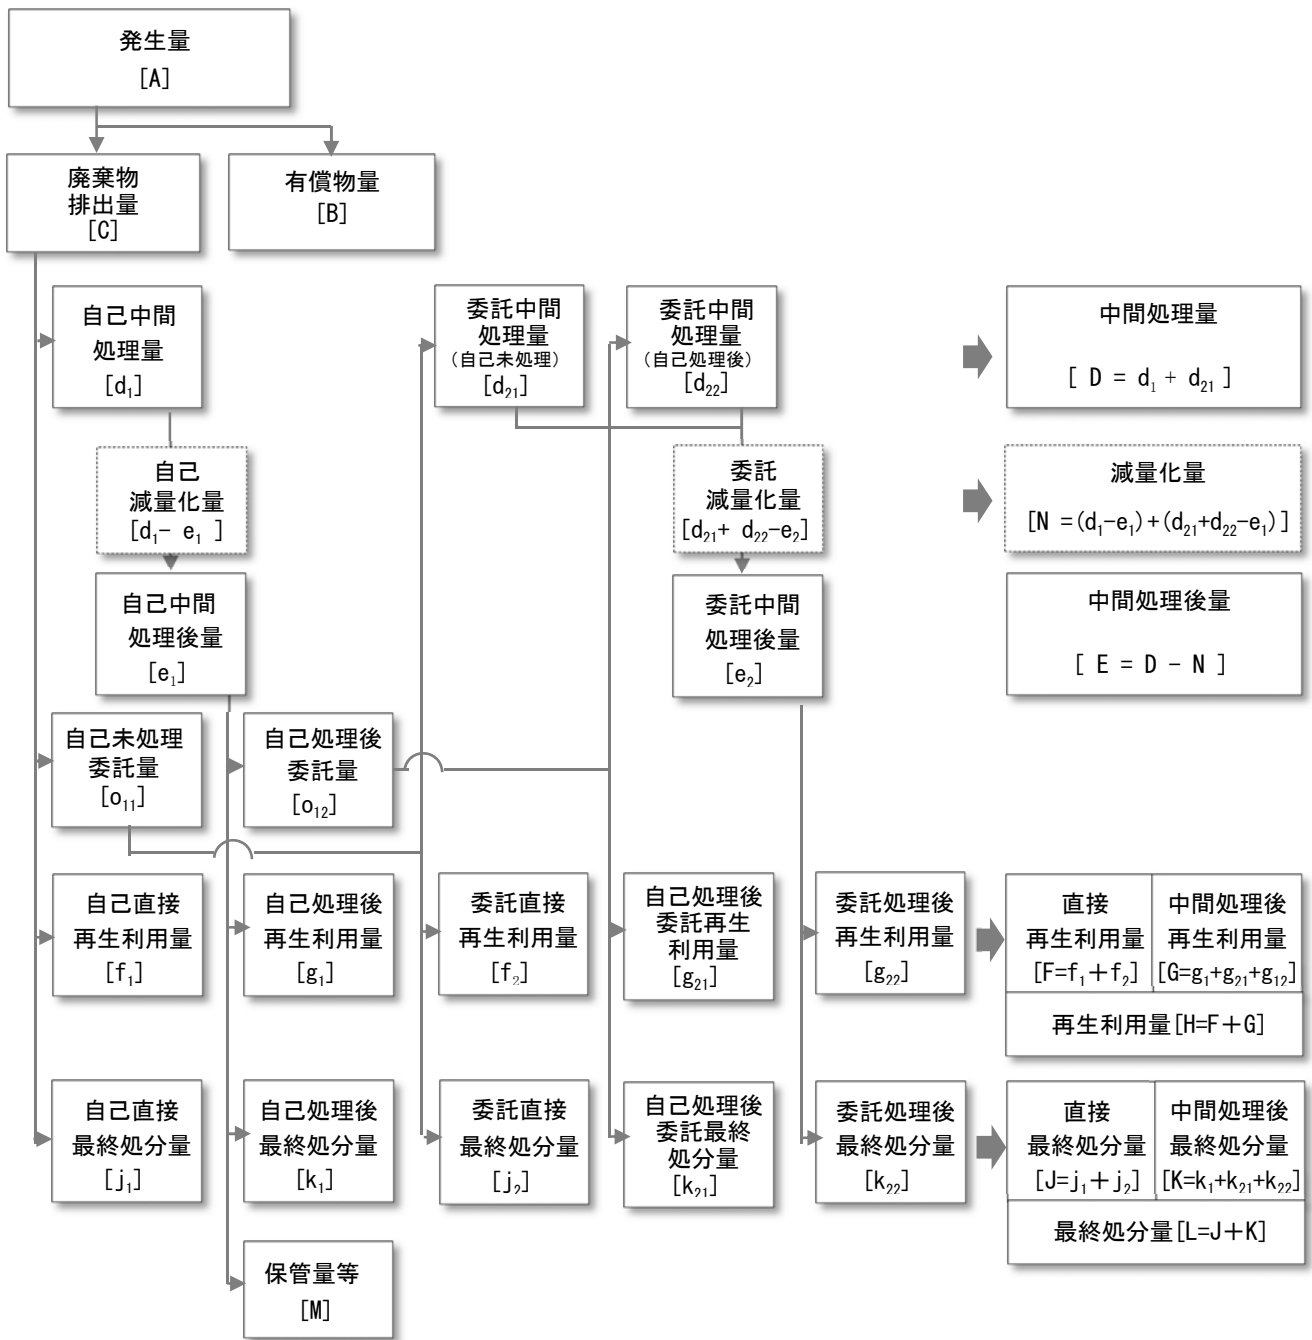 発生量
[A]
廃棄物
排出量
[C]
有償物量
[B]
自己中間
処理量
[d₁]
委託中間
処理量
(自己未処理)
[d₂₁]
委託中間
処理量
(自己処理後)
[d₂₂]
中間処理量
[ D = d₁ + d₂₁ ]
自己
減量化量
[d₁− e₁ ]
委託
減量化量
[d₂₁+ d₂₂−e₂]
減量化量
[N =(d₁−e₁)+(d₂₁+d₂₂−e₁)]
自己中間
処理後量
[e₁]
委託中間
処理後量
[e₂]
中間処理後量
[ E = D − N ]
自己未処理
委託量
[o₁₁]
自己処理後
委託量
[o₁₂]
自己直接
再生利用量
[f₁]
自己処理後
再生利用量
[g₁]
委託直接
再生利用量
[f₂]
自己処理後
委託再生
利用量
[g₂₁]
委託処理後
再生利用量
[g₂₂]
直接
再生利用量
[F=f₁+f₂]
中間処理後
再生利用量
[G=g₁+g₂₁+g₁₂]
再生利用量[H=F+G]
自己直接
最終処分量
[j₁]
自己処理後
最終処分量
[k₁]
委託直接
最終処分量
[j₂]
自己処理後
委託最終
処分量
[k₂₁]
委託処理後
最終処分量
[k₂₂]
直接
最終処分量
[J=j₁+j₂]
中間処理後
最終処分量
[K=k₁+k₂₁+k₂₂]
最終処分量[L=J+K]
保管量等
[M]